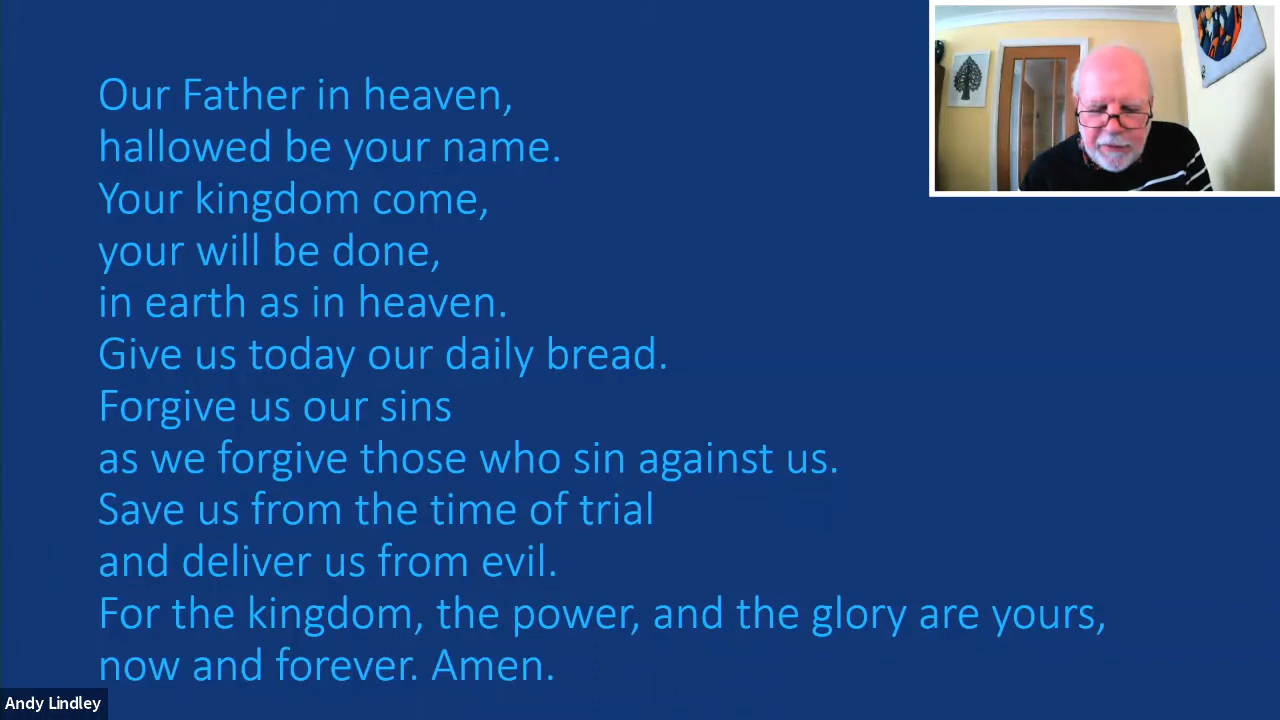 Our Father in heaven,
hallowed be your name.
Your kingdom come,
your will be done,
in earth as in heaven.
Give us today our daily bread.
Forgive us our sins
as we forgive those who sin against us.
Save us from the time of trial
and deliver us from evil.
For the kingdom, the power, and the glory are yours,
now and forever. Amen.
Andy Lindley